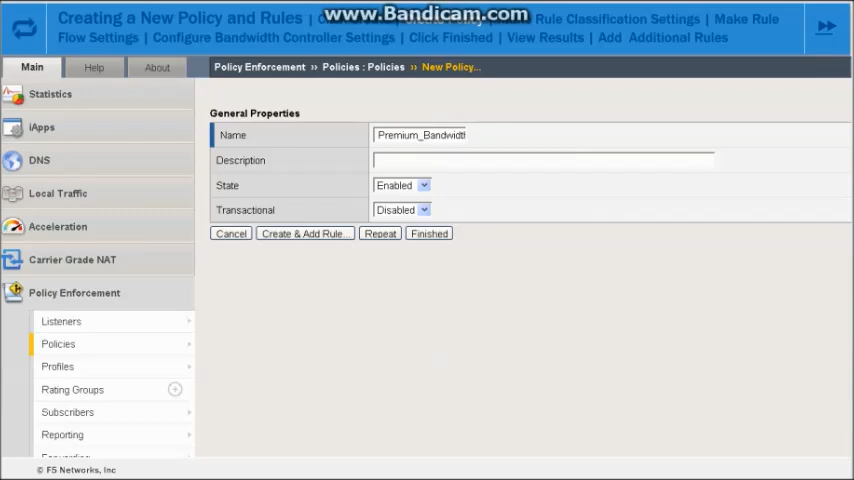 www.Bandicam.com
Creating a New Policy and Rules | Rule Classification Settings | Make Rule
Flow Settings | Configure Bandwidth Controller Settings | Click Finished | View Results | Add Additional Rules
Main Help About
Policy Enforcement ›› Policies : Policies ›› New Policy...
Statistics
iApps
DNS
Local Traffic
Acceleration
Carrier Grade NAT
Policy Enforcement
Listeners
Policies
Profiles
Rating Groups
Subscribers
Reporting
General Properties
Name Premium_Bandwidth
Description
State Enabled
Transactional Disabled
Cancel Create & Add Rule... Repeat Finished
© F5 Networks, Inc